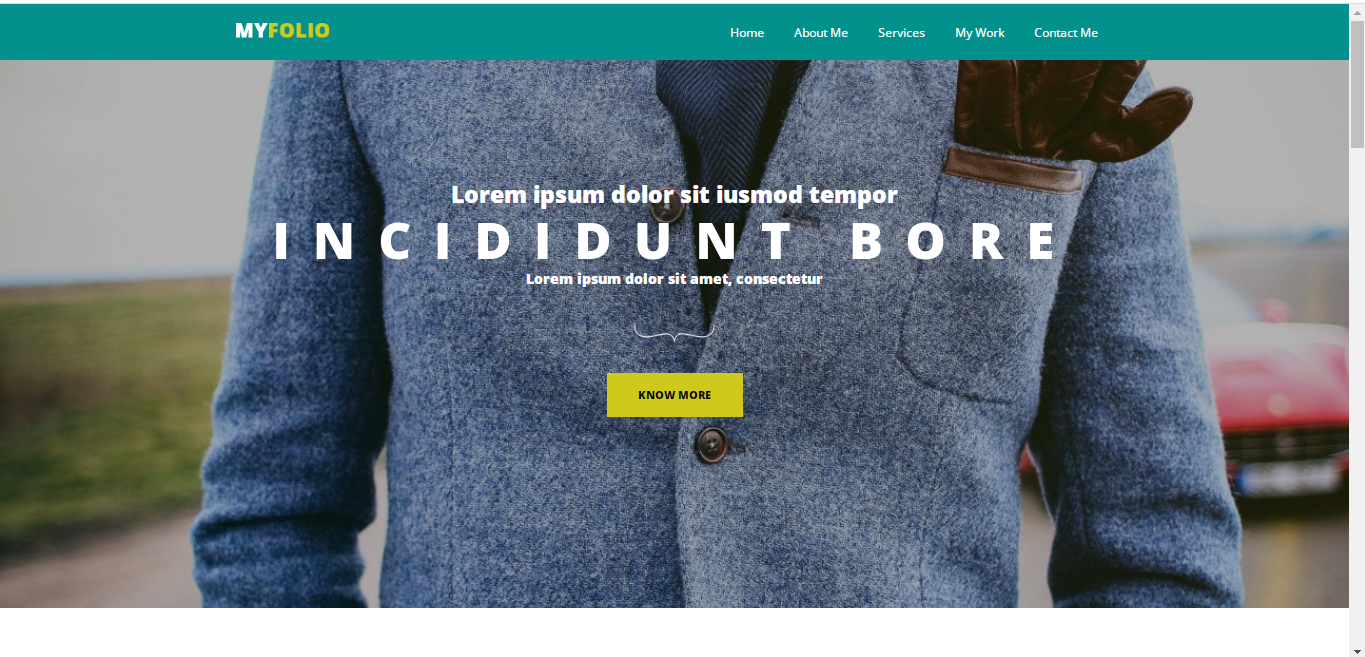 MYFOLIO
Home About Me Services My Work Contact Me
Lorem ipsum dolor sit iusmod tempor
INCIDIDUNT BORE
Lorem ipsum dolor sit amet, consectetur
KNOW MORE